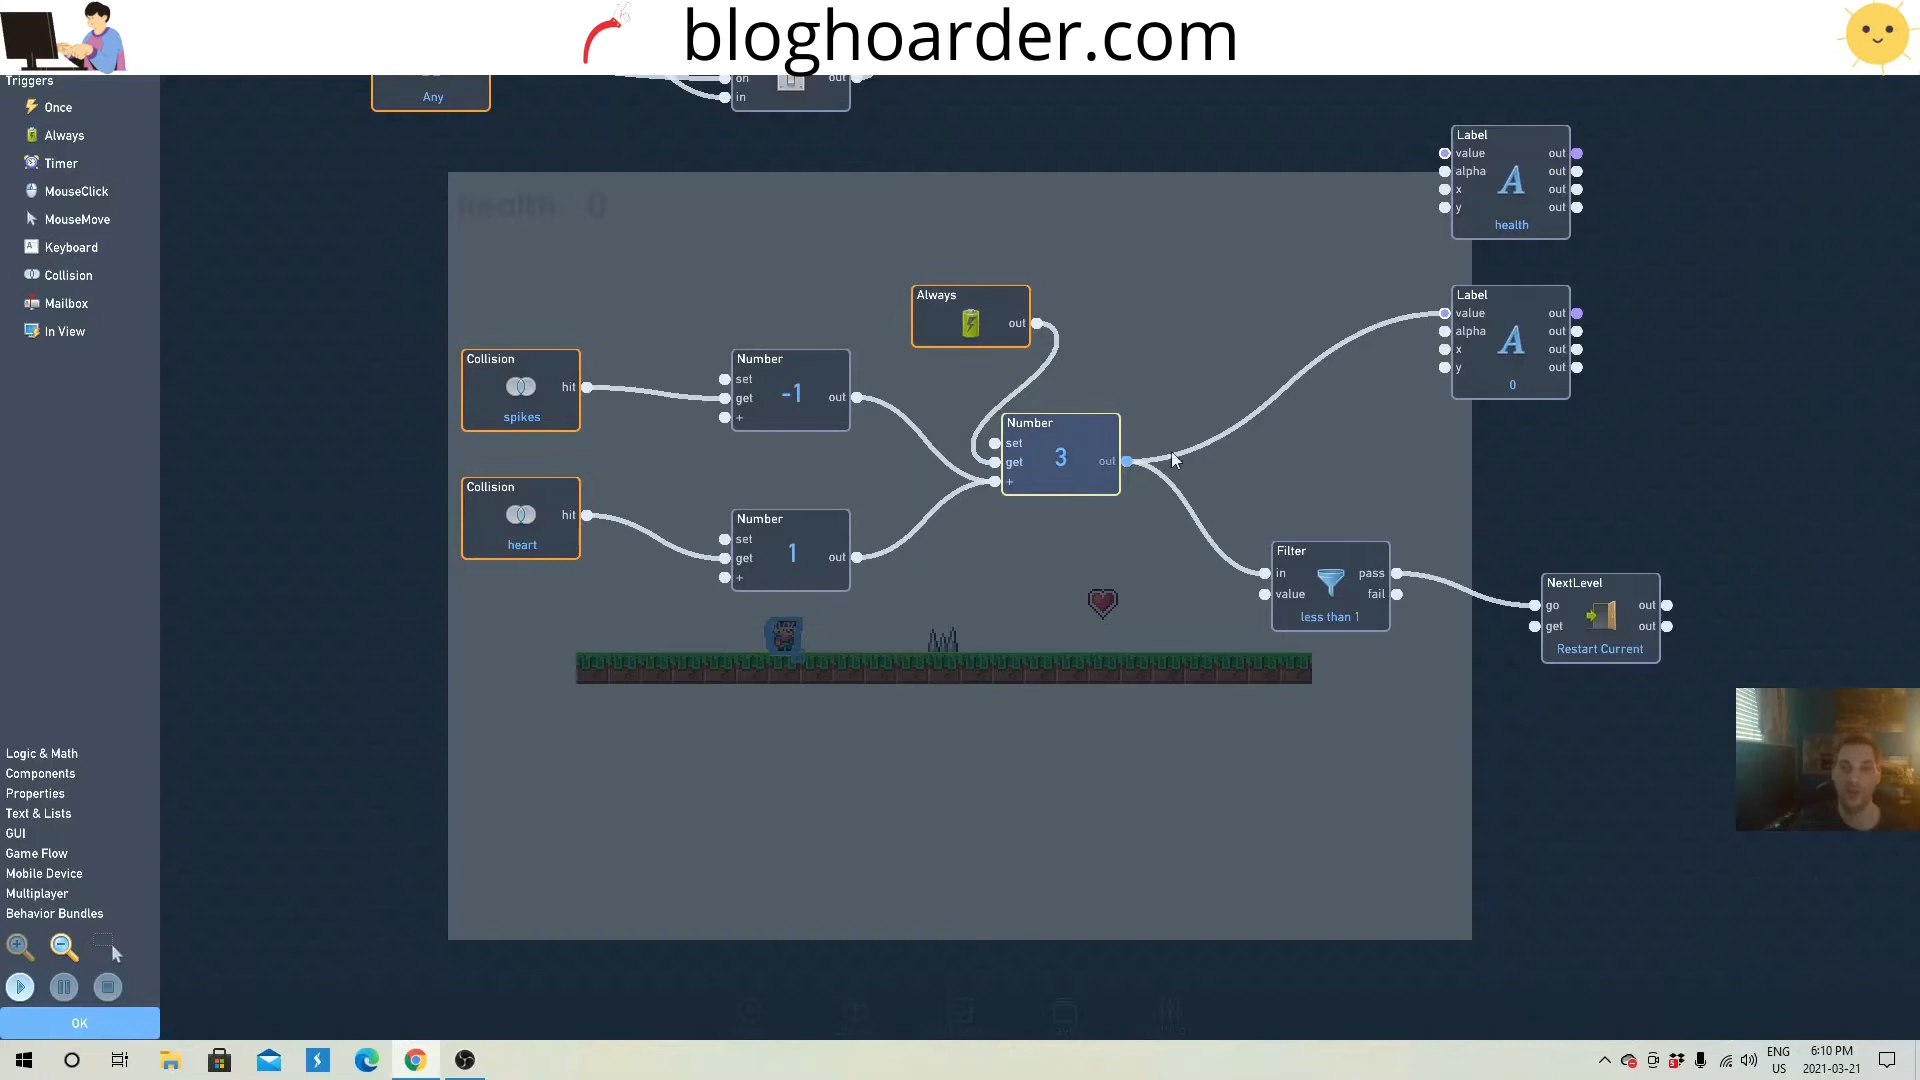 bloghoarder.com
Triggers
Once
Always
Timer
MouseClick
MouseMove
Keyboard
Collision
Mailbox
In View
Logic & Math
Components
Properties
Text & Lists
GUI
Game Flow
Mobile Device
Multiplayer
Behavior Bundles
OK
Any
on out
in
health 0
Label
value out
alpha out
x out
y out
health
Label
value out
alpha out
x out
y out
0
Always
out
Collision
hit
spikes
Number
set
get -1 out
+
Number
set
get 3 out
+
Collision
hit
heart
Number
set
get 1 out
+
Filter
in pass
value fail
less than 1
NextLevel
go out
get out
Restart Current
ENG
US
6:10 PM
2021-03-21